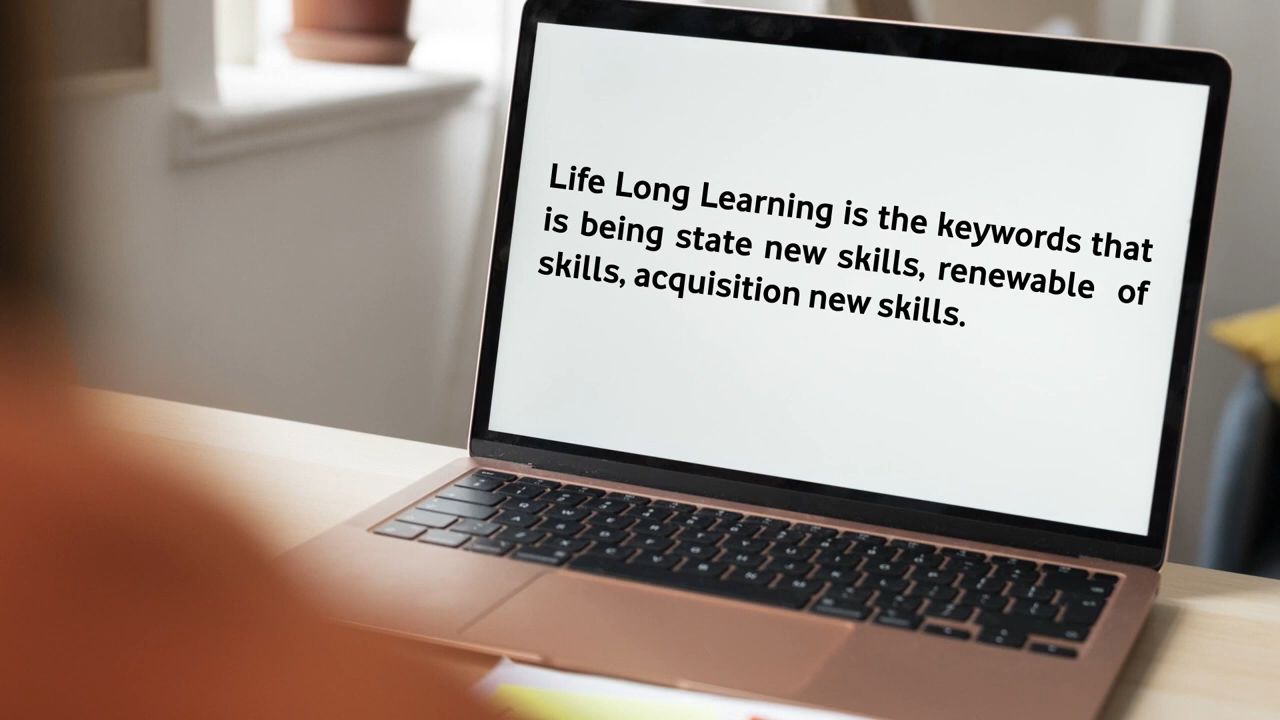 Life Long Learning is the keywords that
is being state new skills, renewable of
skills, acquisition new skills.